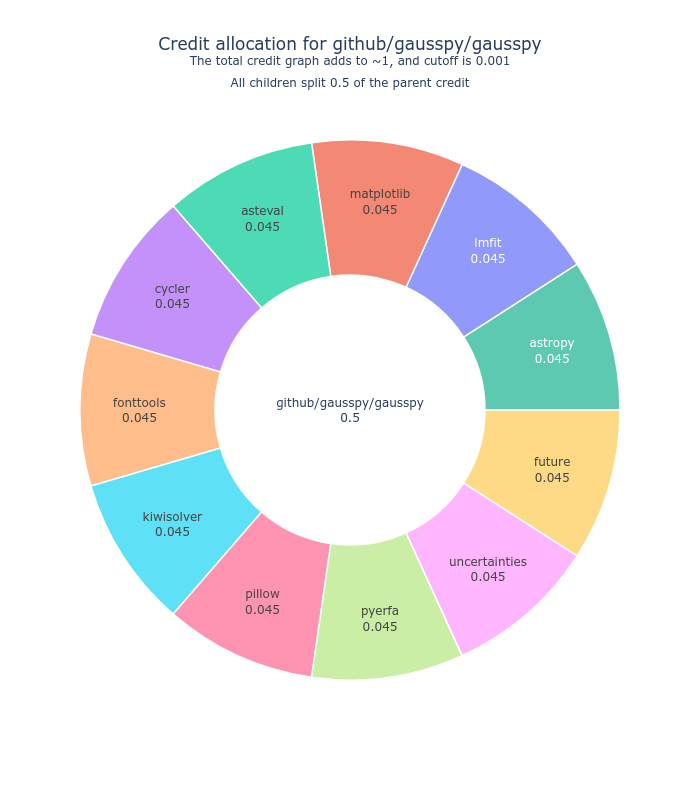 Credit allocation for github/gausspy/gausspy
The total credit graph adds to ~1, and cutoff is 0.001
All children split 0.5 of the parent credit
matplotlib
0.045
asteval
0.045
lmfit
0.045
cycler
0.045
astropy
0.045
fonttools
0.045
github/gausspy/gausspy
0.5
future
0.045
kiwisolver
0.045
uncertainties
0.045
pillow
0.045
pyerfa
0.045